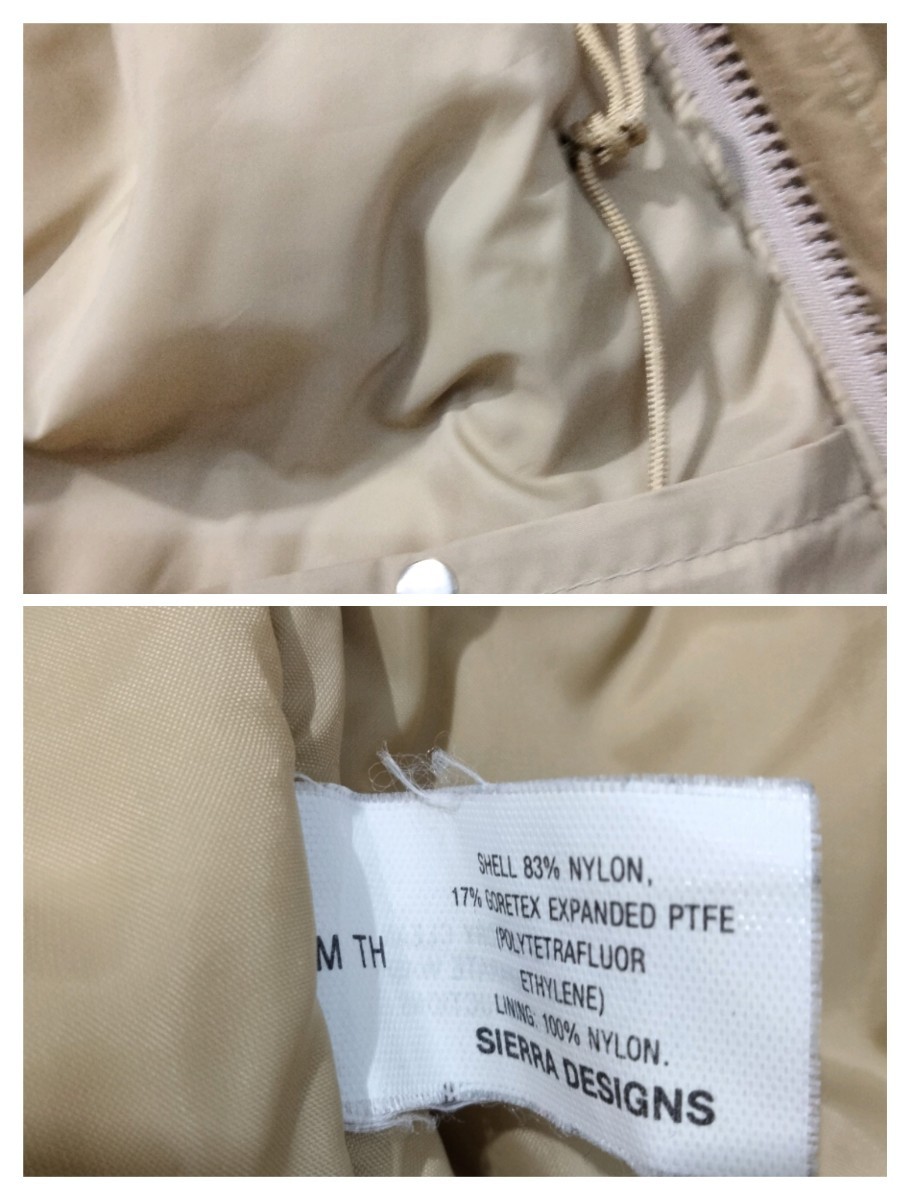 SHELL 83% NYLON,
17% GORETEX EXPANDED PTFE
(POLYTETRAFLUOR
ETHYLENE)
LINING: 100% NYLON.
SIERRA DESIGNS
M TH